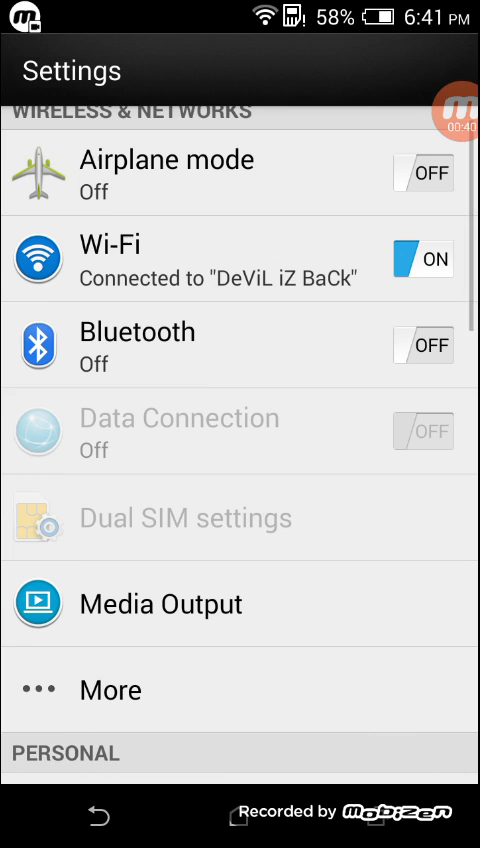 58% 6:41 PM
Settings
WIRELESS & NETWORKS
00:40
Airplane mode
Off
OFF
Wi-Fi
Connected to "DeViL iZ BaCk"
ON
Bluetooth
Off
OFF
Data Connection
Off
OFF
Dual SIM settings
Media Output
More
PERSONAL
Recorded by mobizen